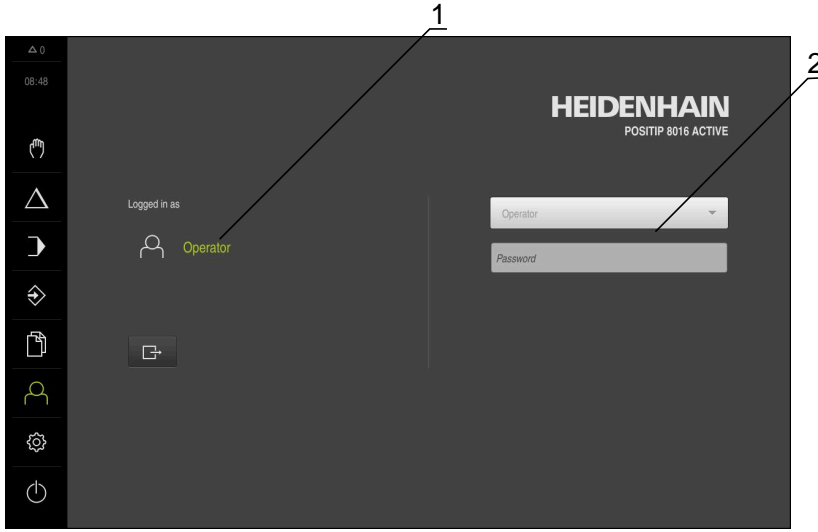 1
2
0
08:48
HEIDENHAIN
POSITIP 8016 ACTIVE
Logged in as
Operator
Operator
Password